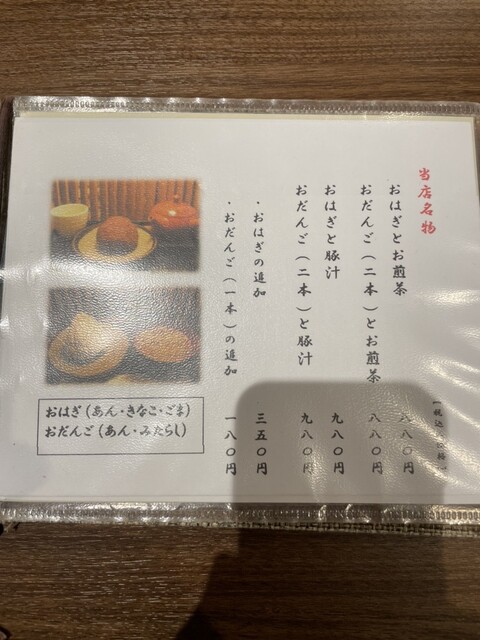 当店名物
おはぎとお煎茶 八八〇円
おだんご(二本)とお煎茶 八八〇円
おはぎと豚汁 九八〇円
おだんご(二本)と豚汁 九八〇円
・おはぎの追加 三五〇円
・おだんご(一本)の追加 一八〇円
おはぎ(あん・きなこ・ごま)
おだんご(あん・みたらし)